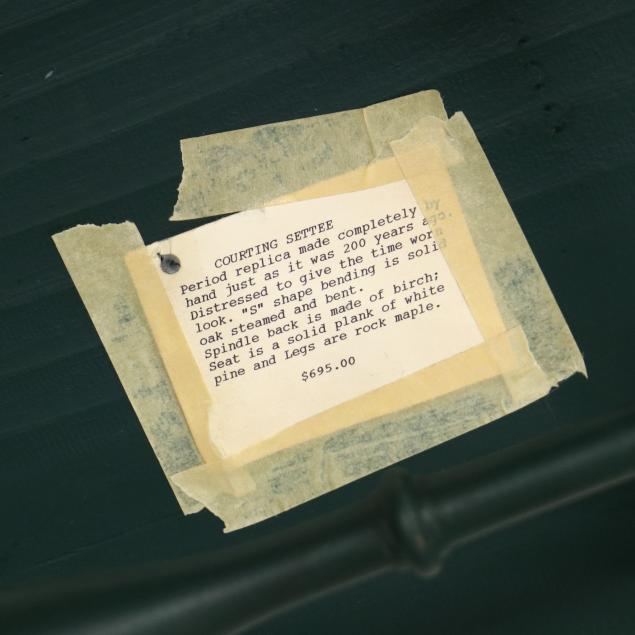 COURTING SETTEE
Period replica made completely by
hand just as it was 200 years ago.
Distressed to give the time worn
look. "S" shape bending is solid
oak steamed and bent.
Spindle back is made of birch;
Seat is a solid plank of white
pine and Legs are rock maple.
$695.00